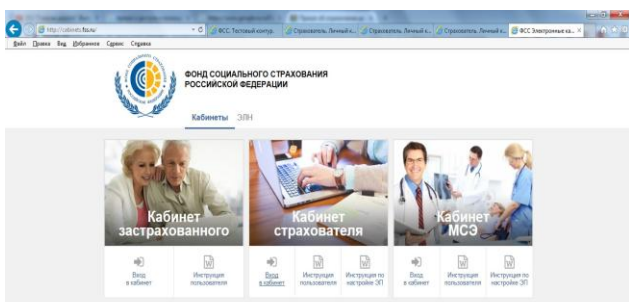 http://cabinets.fss.ru/
ФСС. Тестовый контур.
Страхователь. Личный к...
Страхователь. Личный к...
Страхователь. Личный к...
ФСС Электронные ка...
Файл Правка Вид Избранное Сервис Справка
ФОНД СОЦИАЛЬНОГО СТРАХОВАНИЯ
РОССИЙСКОЙ ФЕДЕРАЦИИ
Кабинеты ЭЛН
Кабинет
застрахованного
Кабинет
страхователя
Кабинет
МСЭ
Вход
в кабинет
Инструкция
пользователя
Вход
в кабинет
Инструкция
пользователя
Инструкция по
настройке ЭП
Вход
в кабинет
Инструкция
пользователя
Инструкция по
настройке ЭП